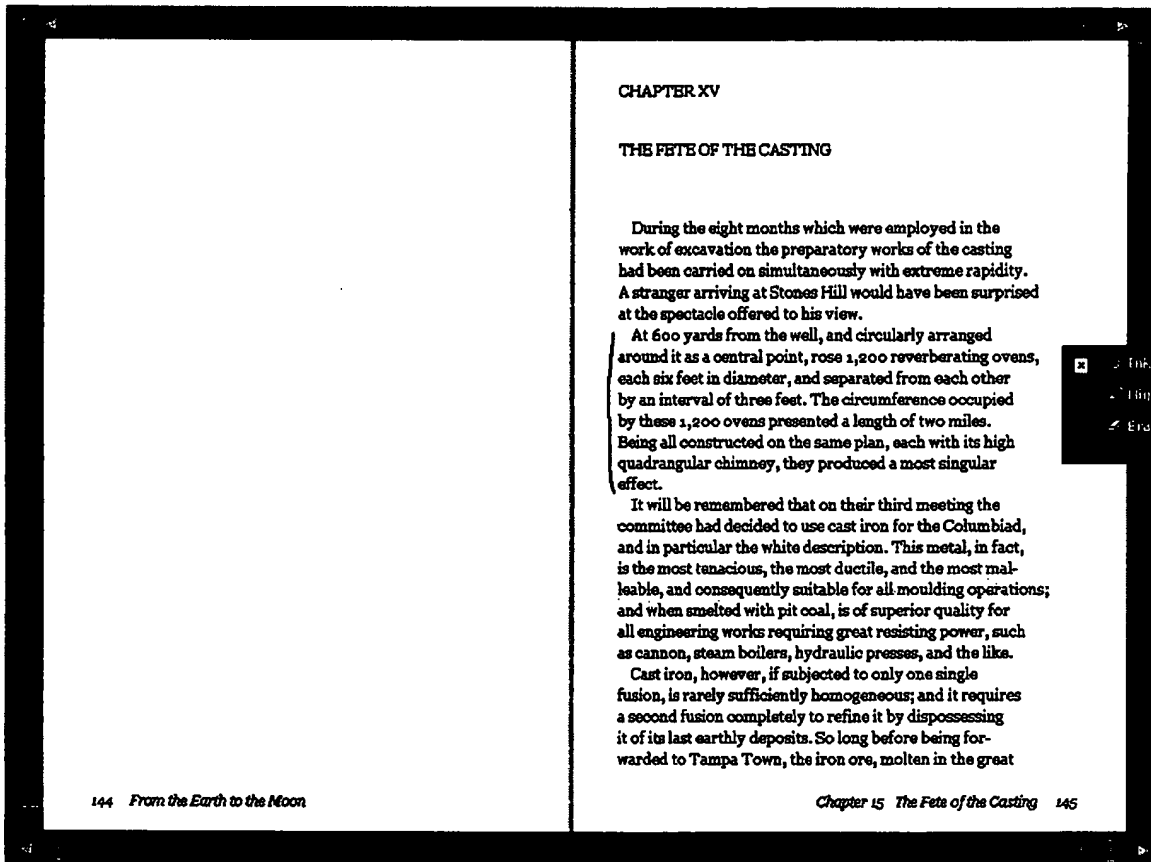 CHAPTER XV
THE FETE OF THE CASTING
During the eight months which were employed in the
work of excavation the preparatory works of the casting
had been carried on simultaneously with extreme rapidity.
A stranger arriving at Stones Hill would have been surprised
at the spectacle offered to his view.
At 600 yards from the well, and circularly arranged
around it as a central point, rose 1,200 reverberating ovens,
each six feet in diameter, and separated from each other
by an interval of three feet. The circumference occupied
by these 1,200 ovens presented a length of two miles.
Being all constructed on the same plan, each with its high
quadrangular chimney, they produced a most singular
effect.
It will be remembered that on their third meeting the
committee had decided to use cast iron for the Columbiad,
and in particular the white description. This metal, in fact,
is the most tenacious, the most ductile, and the most mal-
leable, and consequently suitable for all moulding operations;
and when smelted with pit coal, is of superior quality for
all engineering works requiring great resisting power, such
as cannon, steam boilers, hydraulic presses, and the like.
Cast iron, however, if subjected to only one single
fusion, is rarely sufficiently homogeneous; and it requires
a second fusion completely to refine it by dispossessing
it of its last earthly deposits. So long before being for-
warded to Tampa Town, the iron ore, molten in the great
144 From the Earth to the Moon
Chapter 15 The Fete of the Casting 145